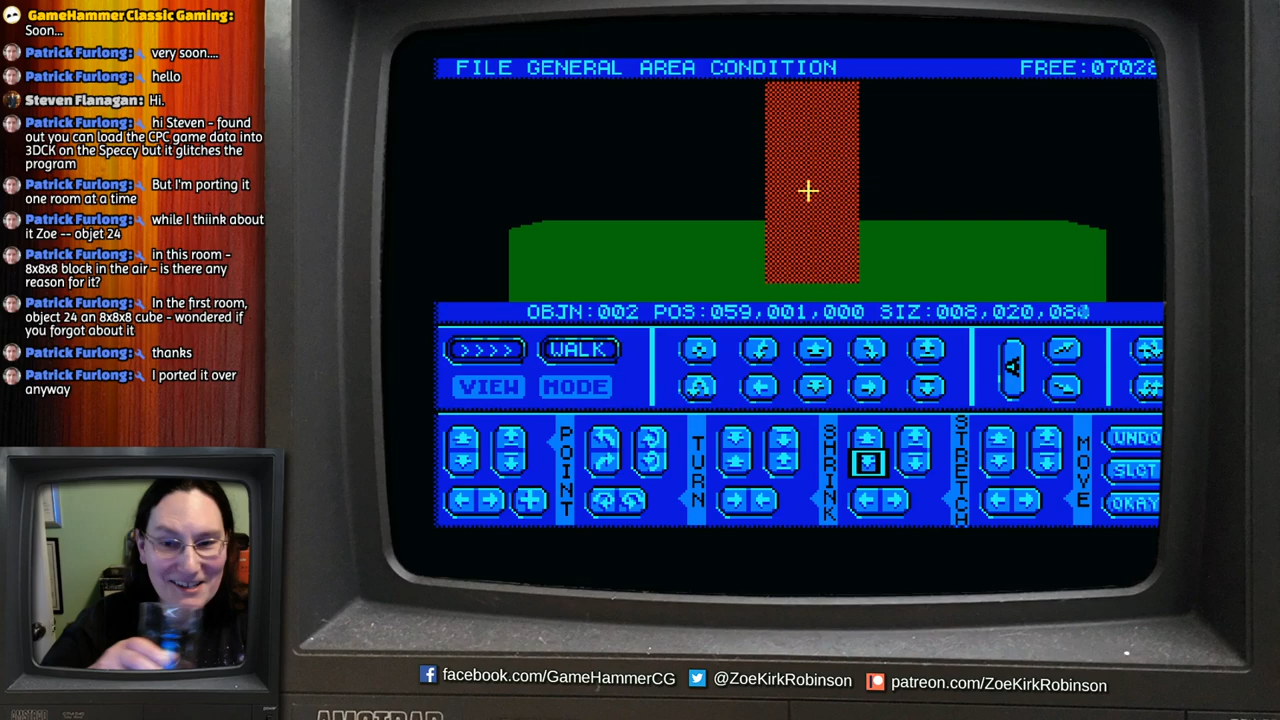 GameHammer Classic Gaming:
Soon...
Patrick Furlong: very soon....
Patrick Furlong: hello
Steven Flanagan: Hi.
Patrick Furlong: hi Steven - found
out you can load the CPC game data into
3DCK on the Speccy but it glitches the
program
Patrick Furlong: But I'm porting it
one room at a time
Patrick Furlong: while I thiink about
it Zoe -- objet 24
Patrick Furlong: in this room -
8x8x8 block in the air - is there any
reason for it?
Patrick Furlong: In the first room,
object 24 an 8x8x8 cube - wondered if
you forgot about it
Patrick Furlong: thanks
Patrick Furlong: I ported it over
anyway
FILE GENERAL AREA CONDITION FREE:07028
OBJN:002 POS:059,001,000 SIZ:008,020,084
>>>> WALK
VIEW MODE
A
POINT
TURN
SHRINK
STRETCH
MOVE
UNDO
SLOT
OKAY
facebook.com/GameHammerCG @ZoeKirkRobinson patreon.com/ZoeKirkRobinson
AMSTRAD